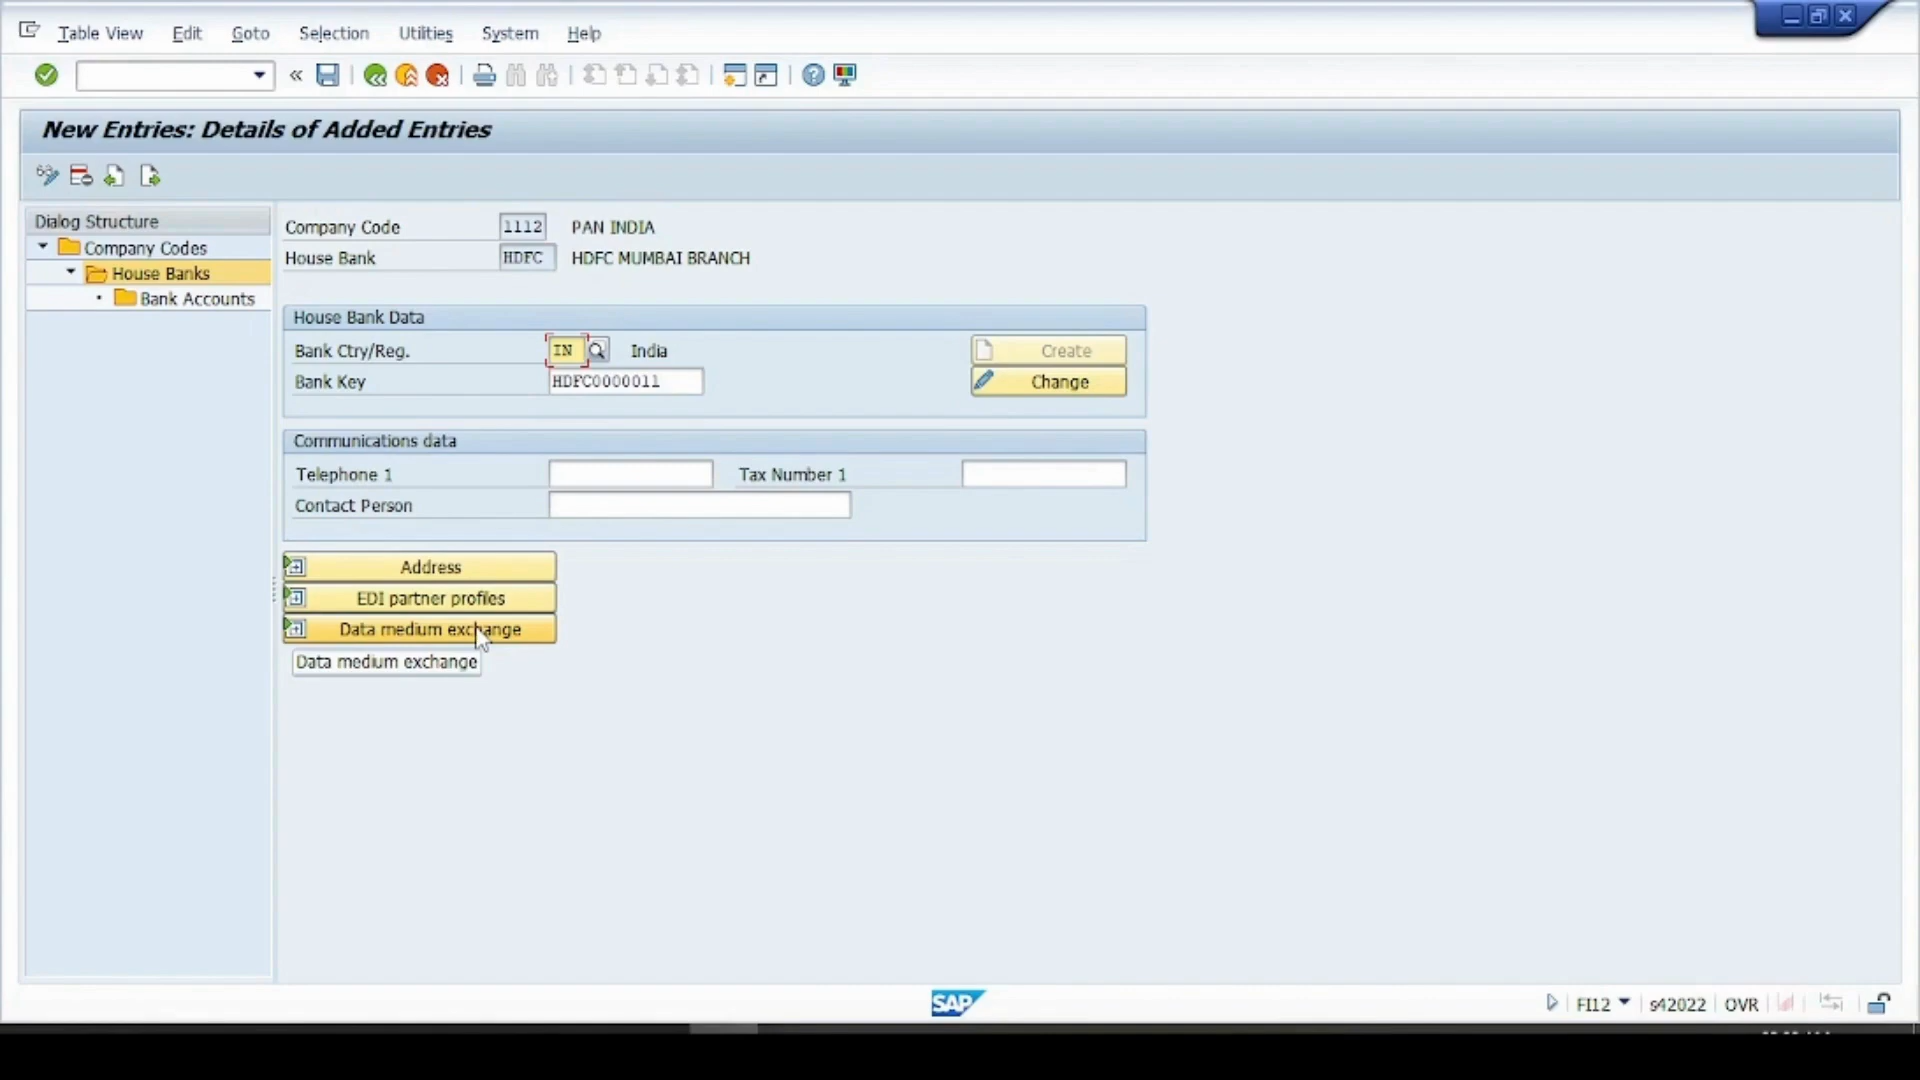 Table View Edit Goto Selection Utilities System Help
New Entries: Details of Added Entries
Dialog Structure
Company Codes
House Banks
Bank Accounts
Company Code 1112 PAN INDIA
House Bank HDFC HDFC MUMBAI BRANCH
House Bank Data
Bank Ctry/Reg. IN India Create
Bank Key HDFC0000011 Change
Communications data
Telephone 1 Tax Number 1
Contact Person
Address
EDI partner profiles
Data medium exchange
Data medium exchange
SAP FI12 s42022 OVR